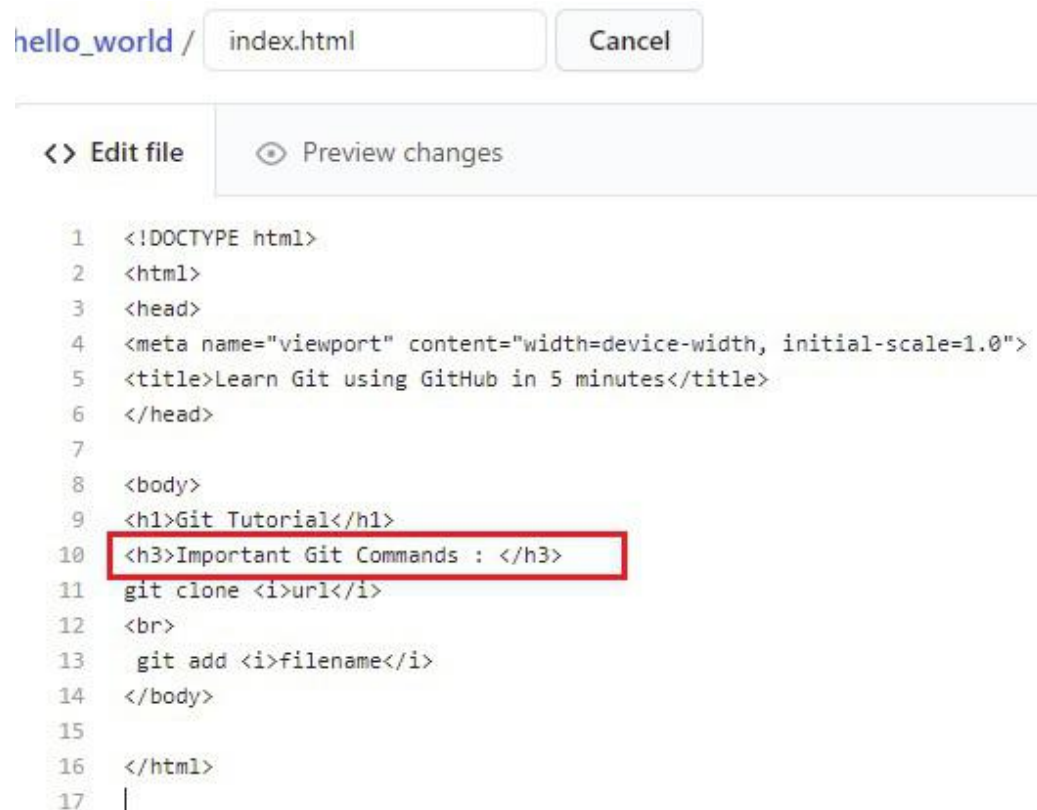 hello_world / index.html Cancel
<> Edit file Preview changes
1 <!DOCTYPE html>
2 <html>
3 <head>
4 <meta name="viewport" content="width=device-width, initial-scale=1.0">
5 <title>Learn Git using GitHub in 5 minutes</title>
6 </head>
7
8 <body>
9 <h1>Git Tutorial</h1>
10 <h3>Important Git Commands : </h3>
11 git clone <i>url</i>
12 <br>
13  git add <i>filename</i>
14 </body>
15
16 </html>
17